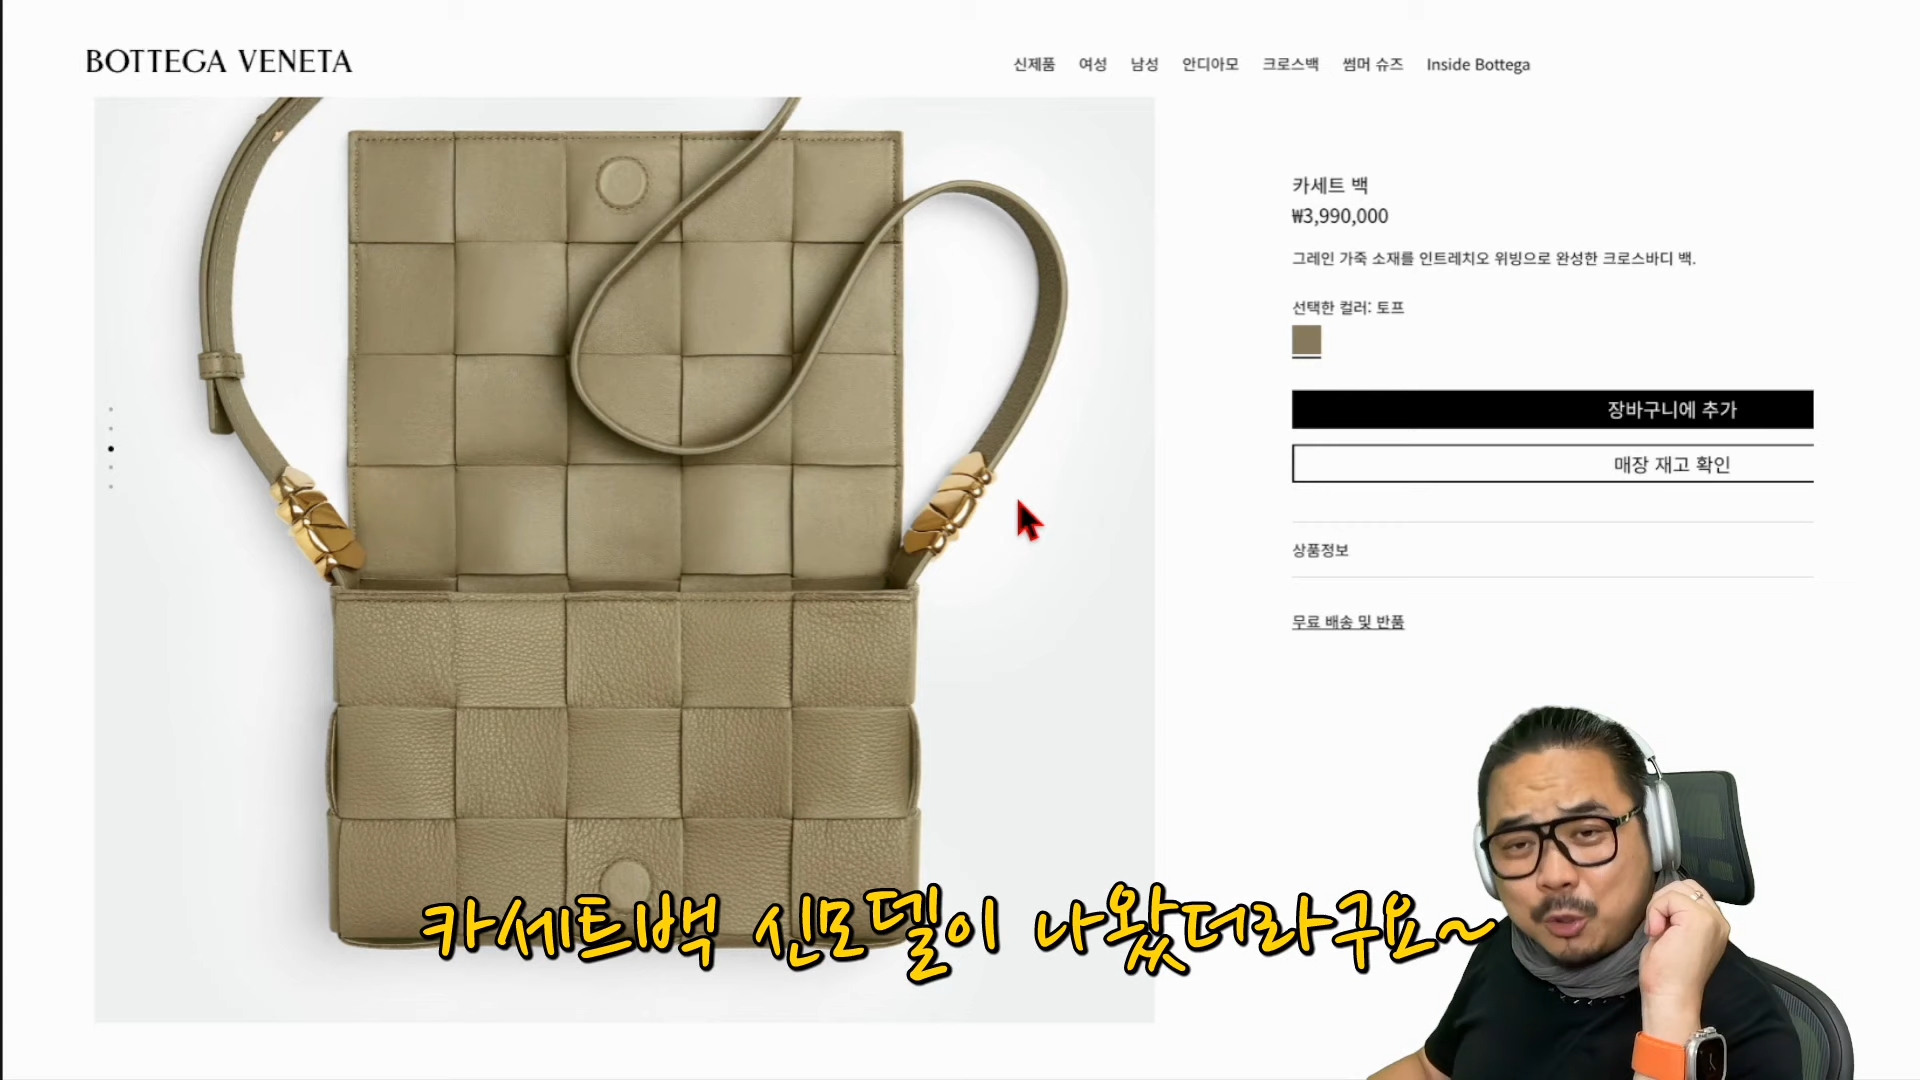 BOTTEGA VENETA
신제품 여성 남성 안디아모 크로스백 썸머 슈즈 Inside Bottega
카세트 백
₩3,990,000
그레인 가죽 소재를 인트레치오 위빙으로 완성한 크로스바디 백.
선택한 컬러: 토프
장바구니에 추가
매장 재고 확인
상품정보
무료 배송 및 반품
카세트백 신모델이 나왔더라구요~